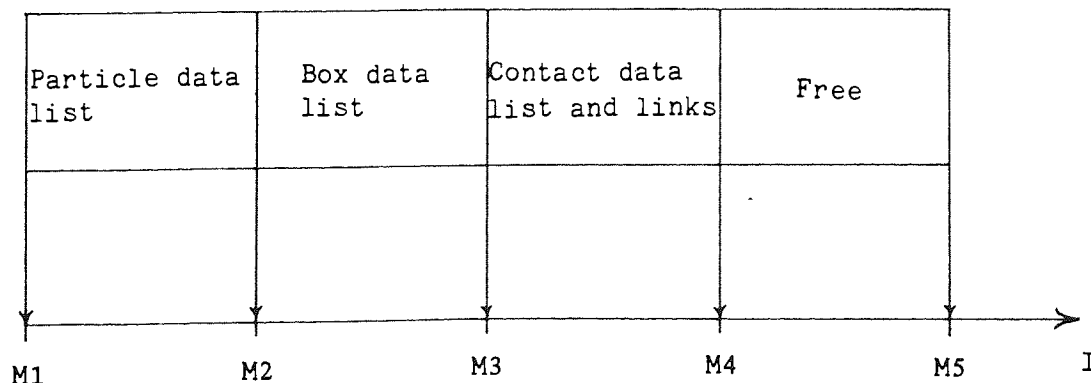 Particle data
list
Box data
list
Contact data
list and links
Free
M1
M2
M3
M4
M5
I